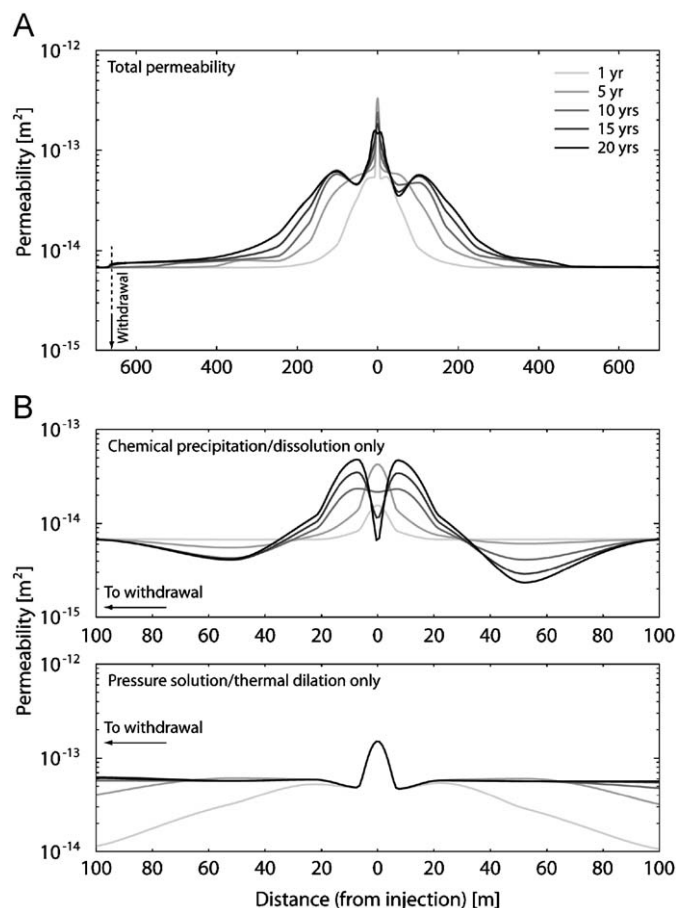 A
Permeability [m²]
10⁻¹²
10⁻¹³
10⁻¹⁴
10⁻¹⁵
Total permeability
1 yr
5 yr
10 yrs
15 yrs
20 yrs
Withdrawal
600 400 200 0 200 400 600
B
Permeability [m²]
10⁻¹³
10⁻¹⁴
10⁻¹⁵
Chemical precipitation/dissolution only
To withdrawal
100 80 60 40 20 0 20 40 60 80 100
10⁻¹²
10⁻¹³
10⁻¹⁴
Pressure solution/thermal dilation only
To withdrawal
100 80 60 40 20 0 20 40 60 80 100
Distance (from injection) [m]